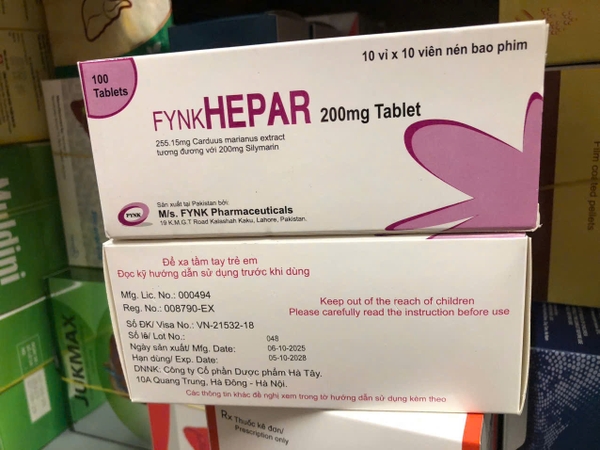 10 vỉ x 10 viên nén bao phim
100
Tablets
FYNKHEPAR 200mg Tablet
255.15mg Carduus marianus extract
tương đương với 200mg Silymarin
Sản xuất tại Pakistan bởi:
FYNK
M/s. FYNK Pharmaceuticals
19 K.M.G.T Road Kalashah Kaku, Lahore, Pakistan.
Để xa tầm tay trẻ em
Đọc kỹ hướng dẫn sử dụng trước khi dùng
Mfg. Lic. No.: 000494
Reg. No.: 008790-EX
Keep out of the reach of children
Please carefully read the instruction before use
Số ĐK/ Visa No.: VN-21532-18
Số lô/ Lot No.: 048
Ngày sản xuất/ Mfg. Date: 06-10-2025
Hạn dùng/ Exp. Date: 05-10-2028
DNNK: Công ty Cổ phần Dược phẩm Hà Tây.
10A Quang Trung, Hà Đông - Hà Nội.
Các thông tin khác đề nghị xem trong tờ hướng dẫn sử dụng kèm theo
Rx Thuốc kê đơn/
Prescription only
JUKMAX
Film coated pellets